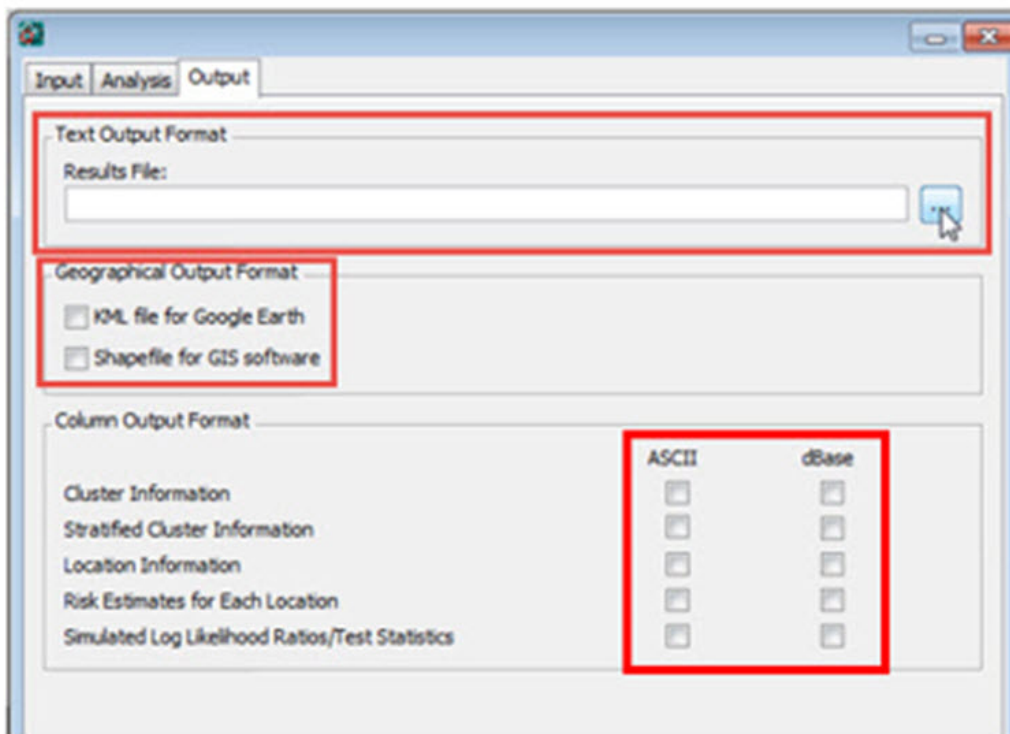 Input Analysis Output
Text Output Format
Results File:
...
Geographical Output Format
KML file for Google Earth
Shapefile for GIS software
Column Output Format
ASCII dBase
Cluster Information
Stratified Cluster Information
Location Information
Risk Estimates for Each Location
Simulated Log Likelihood Ratios/Test Statistics